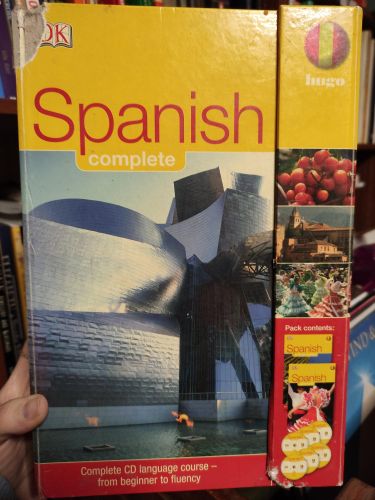 DK
Spanish
complete
Complete CD language course –
from beginner to fluency
hugo
Pack contents:
Spanish
Spanish